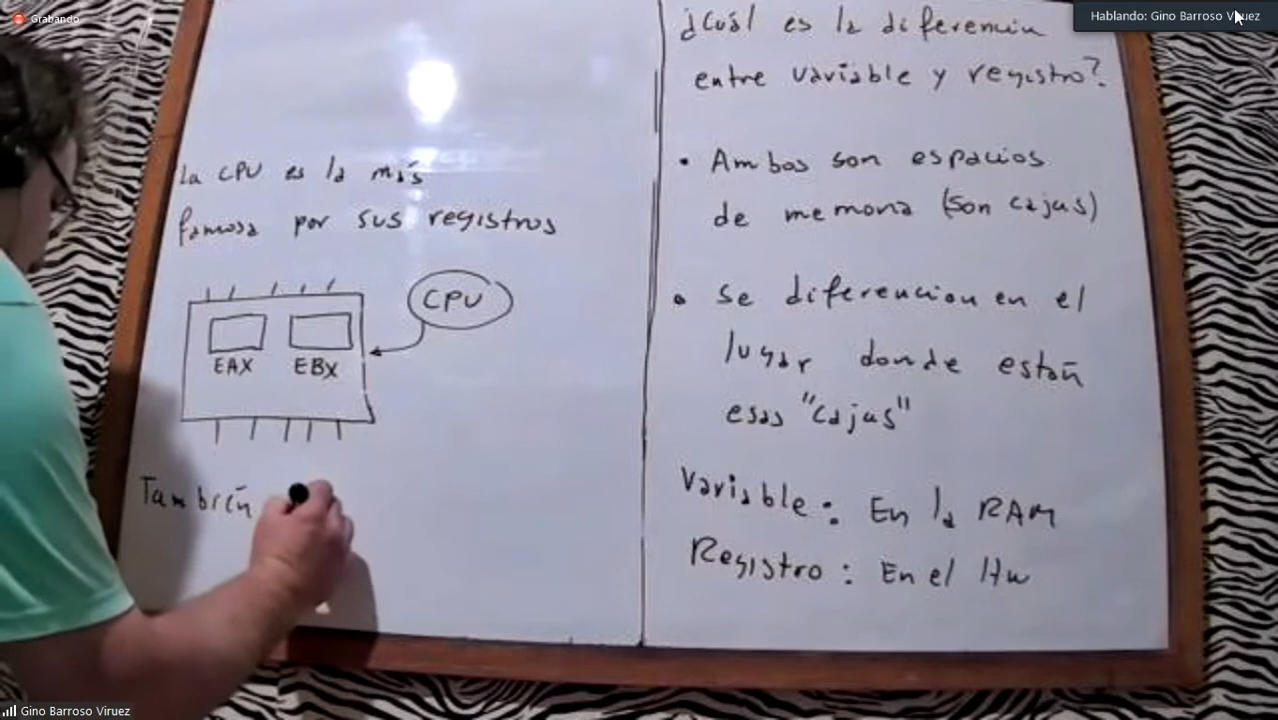 Grabando
Hablando: Gino Barroso Viruez
La CPU es la más
famosa por sus registros
CPU
EAX EBX
También
¿Cuál es la diferencia
entre variable y registro?
• Ambos son espacios
de memoria (son cajas)
• Se diferencion en el
lugar donde están
esas "cajas"
Variable: En la RAM
Registro: En el Hw
Gino Barroso Viruez